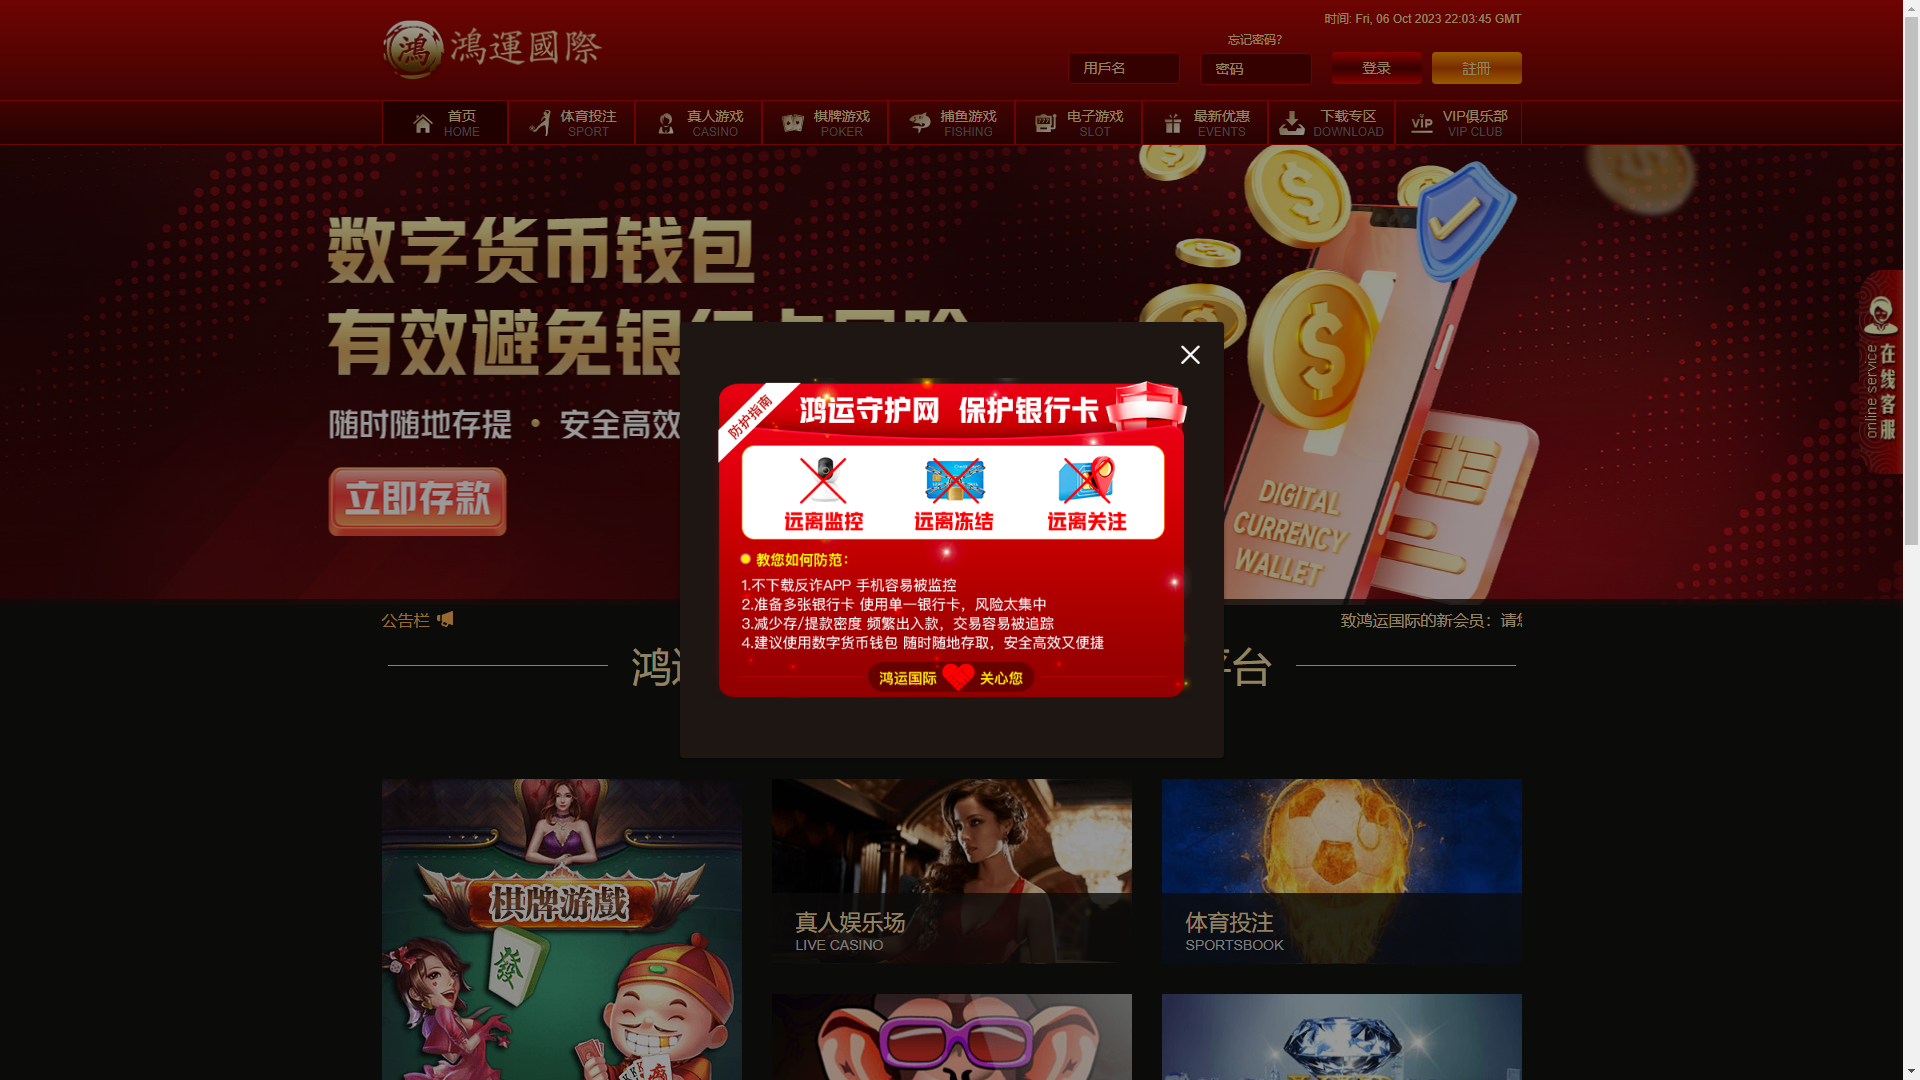 鴻運國際
时间: Fri, 06 Oct 2023 22:03:45 GMT
忘记密码?
用戶名
密码
登录
註冊
首页
HOME
体育投注
SPORT
真人游戏
CASINO
棋牌游戏
POKER
捕鱼游戏
FISHING
电子游戏
SLOT
最新优惠
EVENTS
下载专区
DOWNLOAD
VIP俱乐部
VIP CLUB
数字货币钱包
有效避免银行卡风险
随时随地存提 • 安全高效
立即存款
DIGITAL
CURRENCY
WALLET
在线客服
online service
防护指南
鸿运守护网 保护银行卡
远离监控
远离冻结
远离关注
教您如何防范：
1.不下载反诈APP 手机容易被监控
2.准备多张银行卡 使用单一银行卡，风险太集中
3.减少存/提款密度 频繁出入款，交易容易被追踪
4.建议使用数字货币钱包 随时随地存取，安全高效又便捷
鸿运国际 关心您
公告栏
致鸿运国际的新会员：请您
鸿运
平台
棋牌游戲
發
真人娱乐场
LIVE CASINO
体育投注
SPORTSBOOK